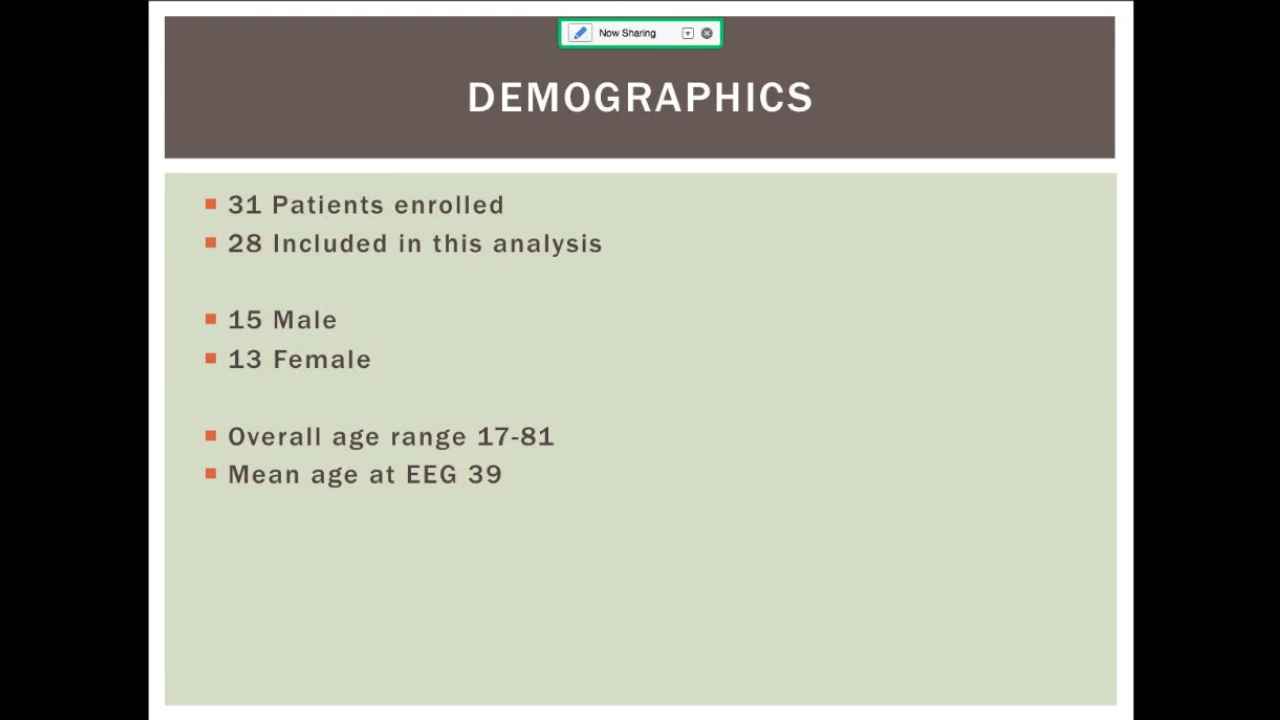 Now Sharing
DEMOGRAPHICS
31 Patients enrolled
28 Included in this analysis
15 Male
13 Female
Overall age range 17-81
Mean age at EEG 39